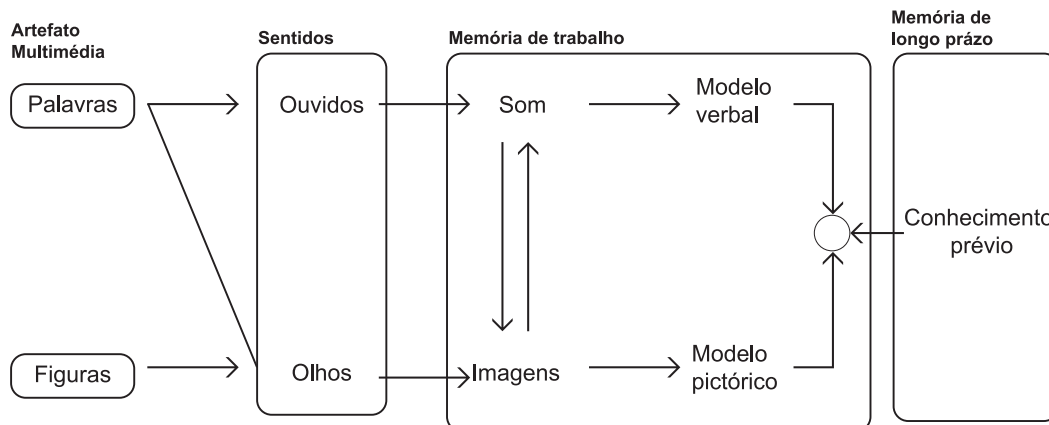 Artefato
Multimédia
Sentidos
Memória de trabalho
Memória de
longo prázo
Palavras
Ouvidos
Som
Modelo
verbal
Conhecimento
prévio
Figuras
Olhos
Imagens
Modelo
pictórico